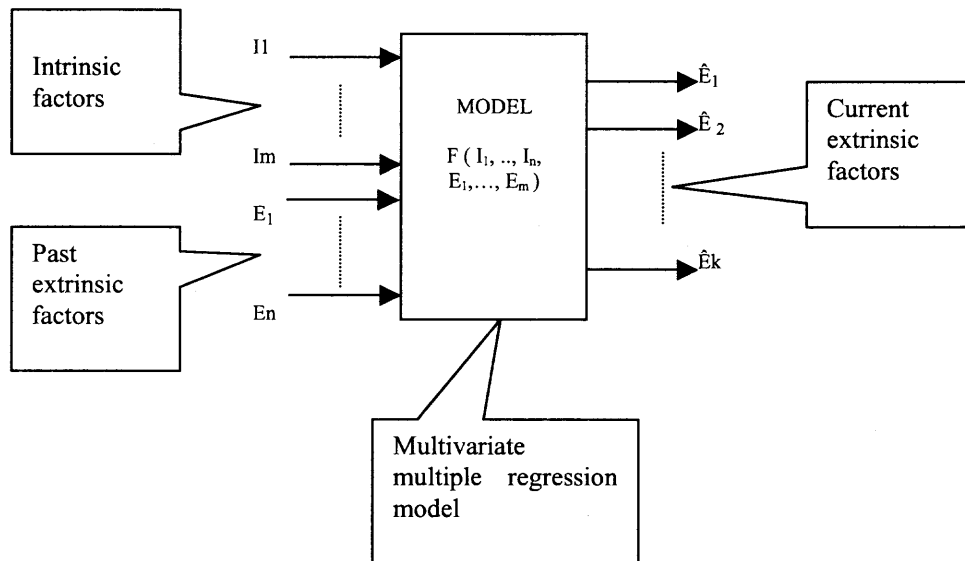 Intrinsic
factors
Past
extrinsic
factors
I1
Im
E₁
En
MODEL
F ( I₁, .., Iₙ,
E₁,..., Eₘ )
Ê₁
Ê ₂
Êk
Current
extrinsic
factors
Multivariate
multiple regression
model